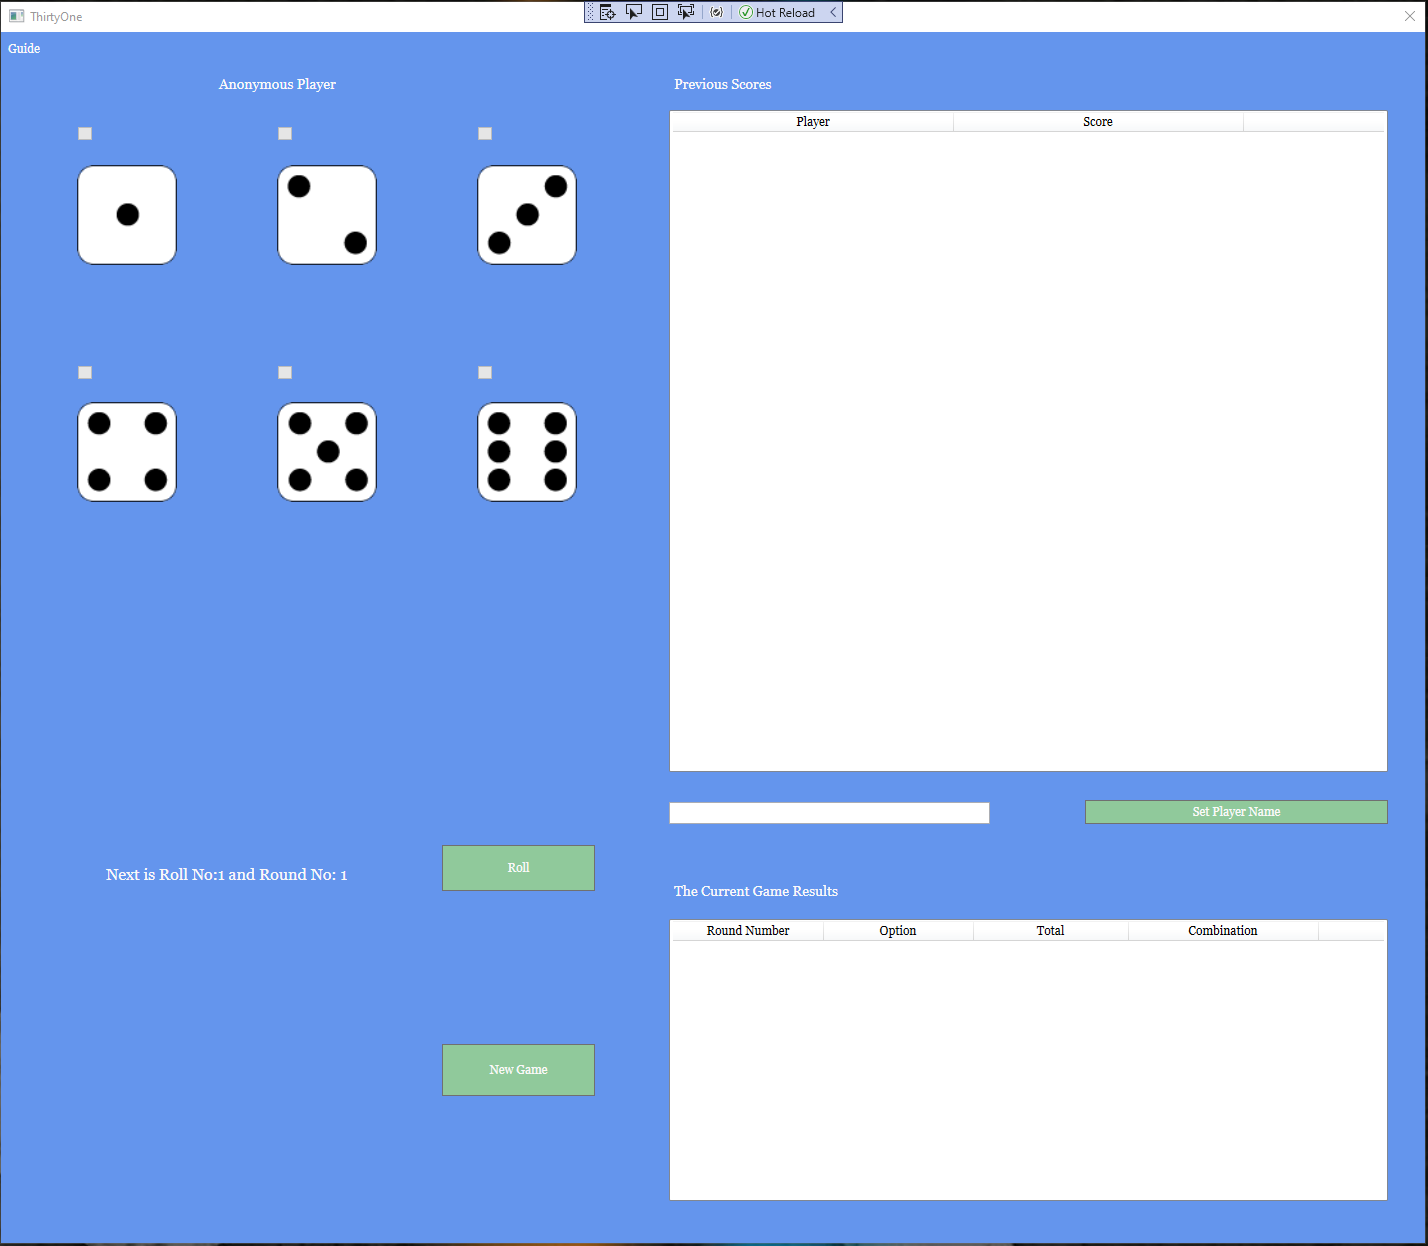 ThirtyOne
Hot Reload
Guide
Anonymous Player
Previous Scores
Player Score
Set Player Name
Next is Roll No:1 and Round No: 1
Roll
The Current Game Results
Round Number Option Total Combination
New Game